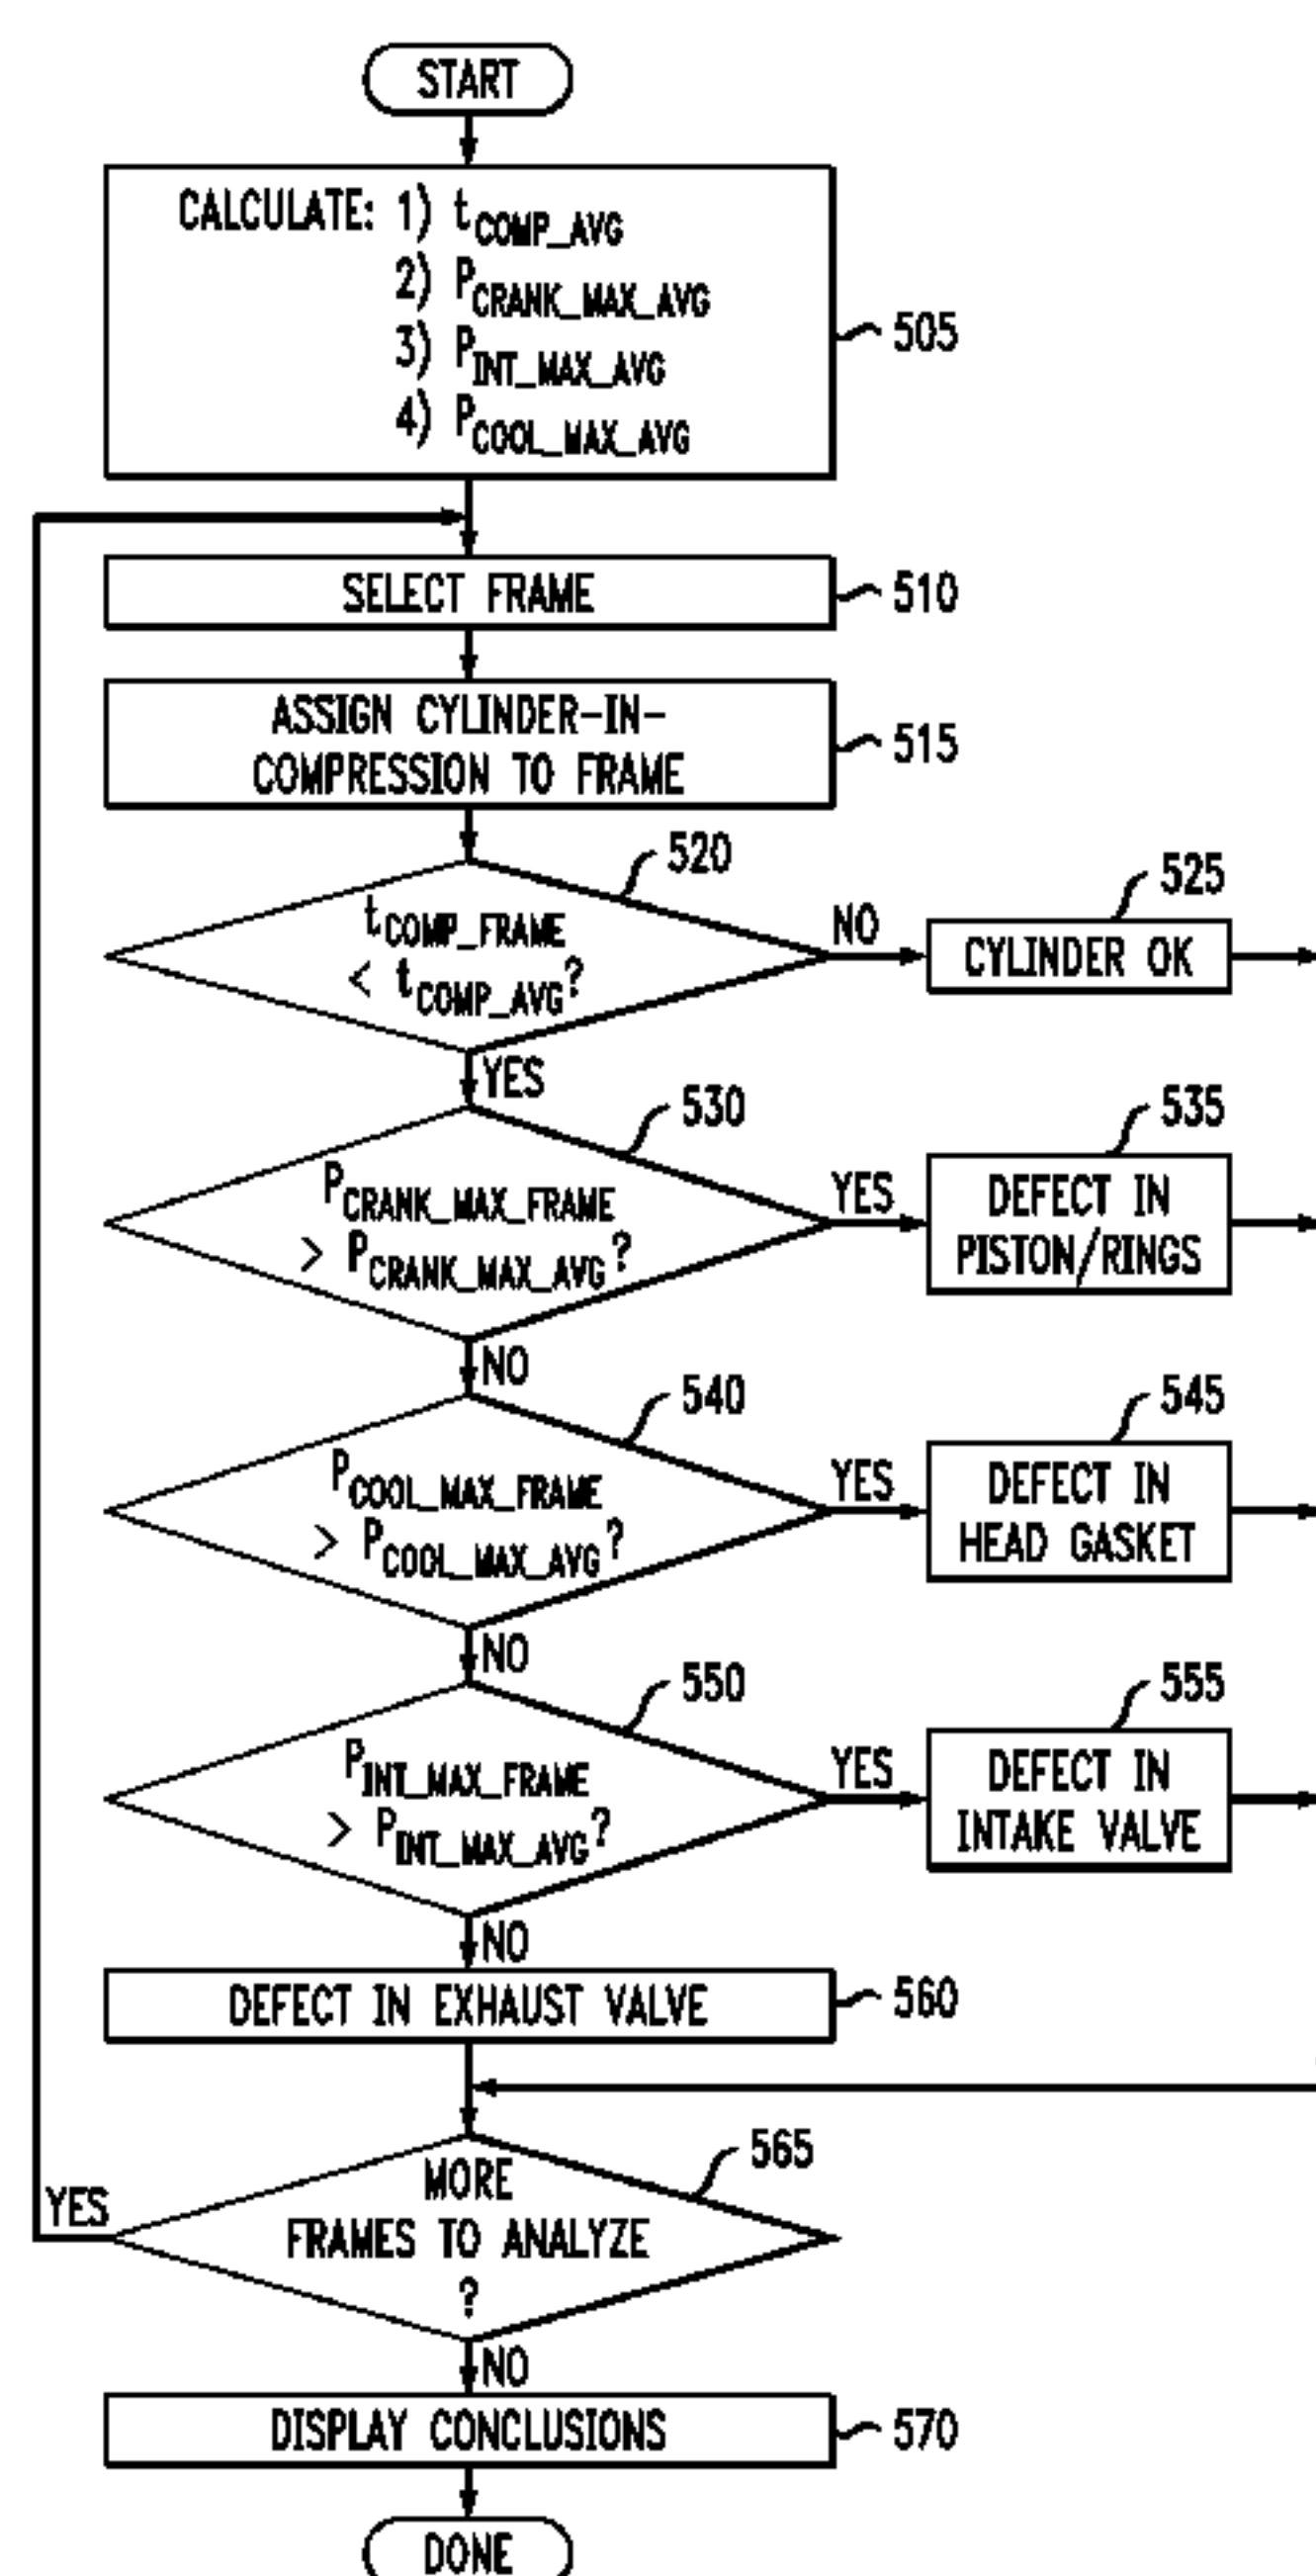 START
CALCULATE: 1) tCOMP_AVG
2) PCRANK_MAX_AVG
3) PINT_MAX_AVG
4) PCOOL_MAX_AVG
505
SELECT FRAME
510
ASSIGN CYLINDER-IN-
COMPRESSION TO FRAME
515
520
tCOMP_FRAME
< tCOMP_AVG?
NO
525
CYLINDER OK
YES
530
PCRANK_MAX_FRAME
> PCRANK_MAX_AVG?
YES
535
DEFECT IN
PISTON/RINGS
NO
540
PCOOL_MAX_FRAME
> PCOOL_MAX_AVG?
YES
545
DEFECT IN
HEAD GASKET
NO
550
PINT_MAX_FRAME
> PINT_MAX_AVG?
YES
555
DEFECT IN
INTAKE VALVE
NO
DEFECT IN EXHAUST VALVE
560
565
MORE
FRAMES TO ANALYZE
?
YES
NO
DISPLAY CONCLUSIONS
570
DONE